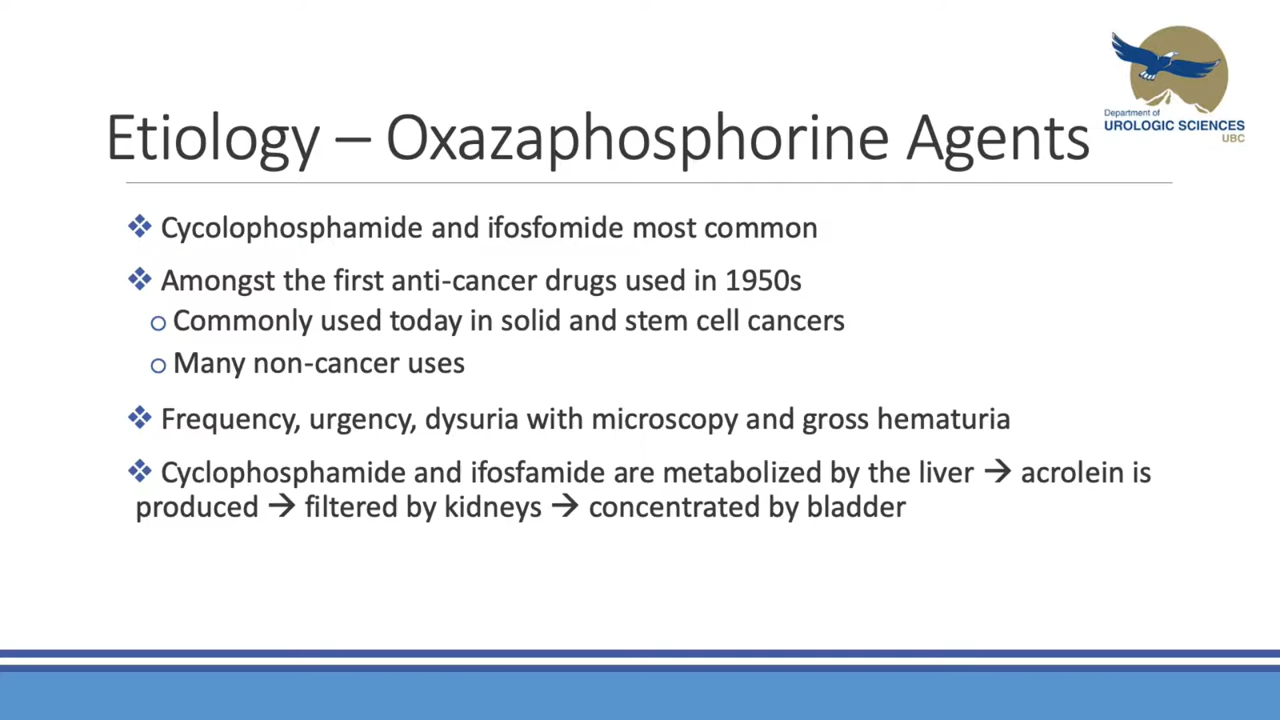 Department of
UROLOGIC SCIENCES
UBC
Etiology – Oxazaphosphorine Agents
❖ Cycolophosphamide and ifosfomide most common
❖ Amongst the first anti-cancer drugs used in 1950s
o Commonly used today in solid and stem cell cancers
o Many non-cancer uses
❖ Frequency, urgency, dysuria with microscopy and gross hematuria
❖ Cyclophosphamide and ifosfamide are metabolized by the liver → acrolein is
produced → filtered by kidneys → concentrated by bladder